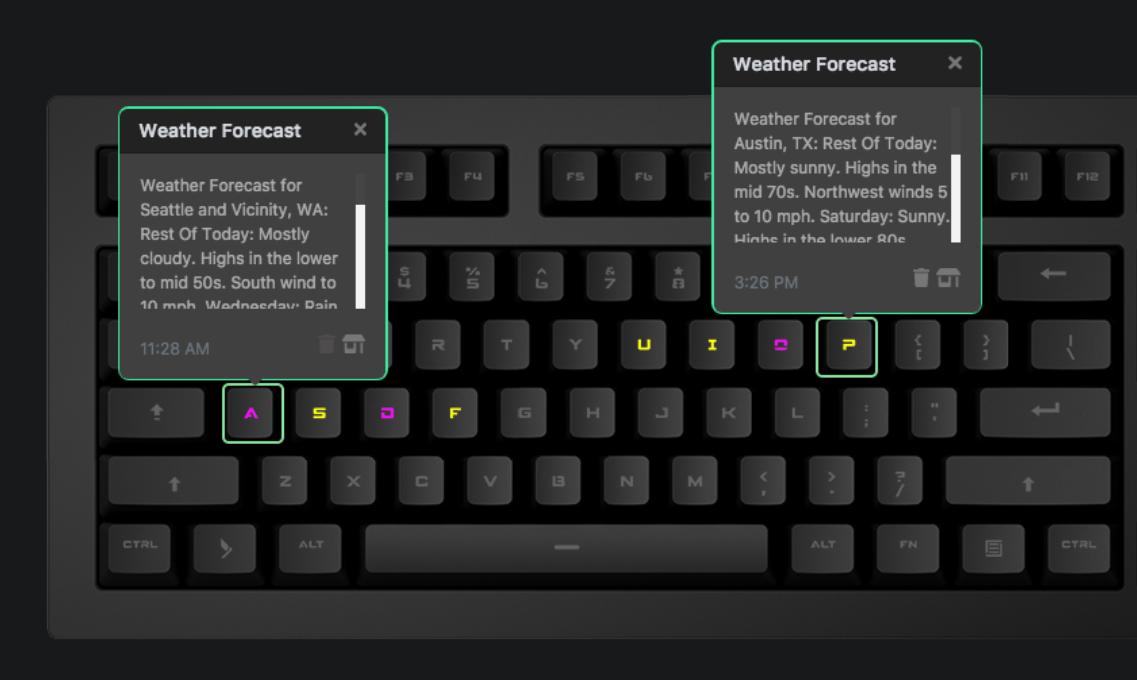 Weather Forecast
Weather Forecast for
Austin, TX: Rest Of Today:
Mostly sunny. Highs in the
mid 70s. Northwest winds 5
to 10 mph. Saturday: Sunny.
Highs in the lower 80s
3:26 PM
Weather Forecast
Weather Forecast for
Seattle and Vicinity, WA:
Rest Of Today: Mostly
cloudy. Highs in the lower
to mid 50s. South wind to
10 mph. Wednesday: Rain
11:28 AM
F3 F4 F5 F6 F11 F12
$ % ^ & *
4 5 6 7 8
R T Y U I O P { }
[ ] | \
A S D F G H J K L : "
; '
Z X C V B N M < > ?
, . /
CTRL ALT ALT FN CTRL